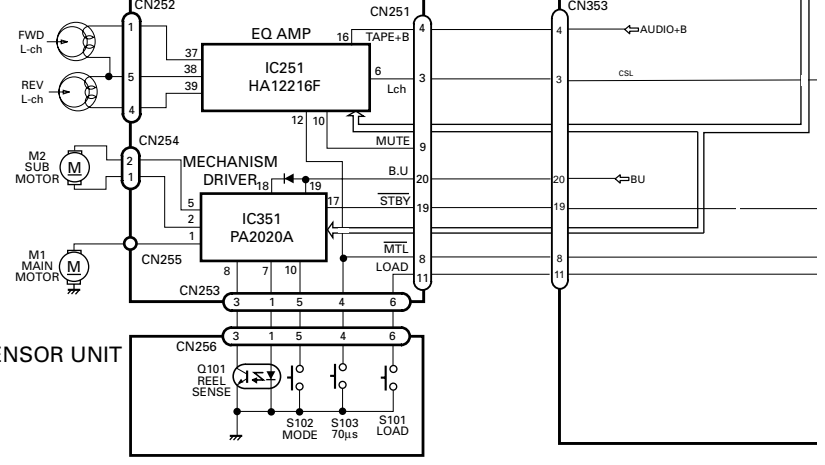 CN252
CN251
CN353
FWD
L-ch
1
EQ AMP
16
TAPE+B
4
4
AUDIO+B
37
38
39
IC251
HA12216F
5
6
Lch
3
3
CSL
REV
L-ch
4
12
10
MUTE
9
CN254
M2
SUB
MOTOR
M
2
1
MECHANISM
DRIVER
18
19
B.U
20
20
BU
5
2
1
IC351
PA2020A
17
STBY
19
19
M1
MAIN
MOTOR
M
CN255
MTL
8
8
LOAD
11
11
8
7
10
CN253
3
1
5
4
6
CN256
3
1
5
4
6
ENSOR UNIT
Q101
REEL
SENSE
S102
MODE
S103
70μs
S101
LOAD